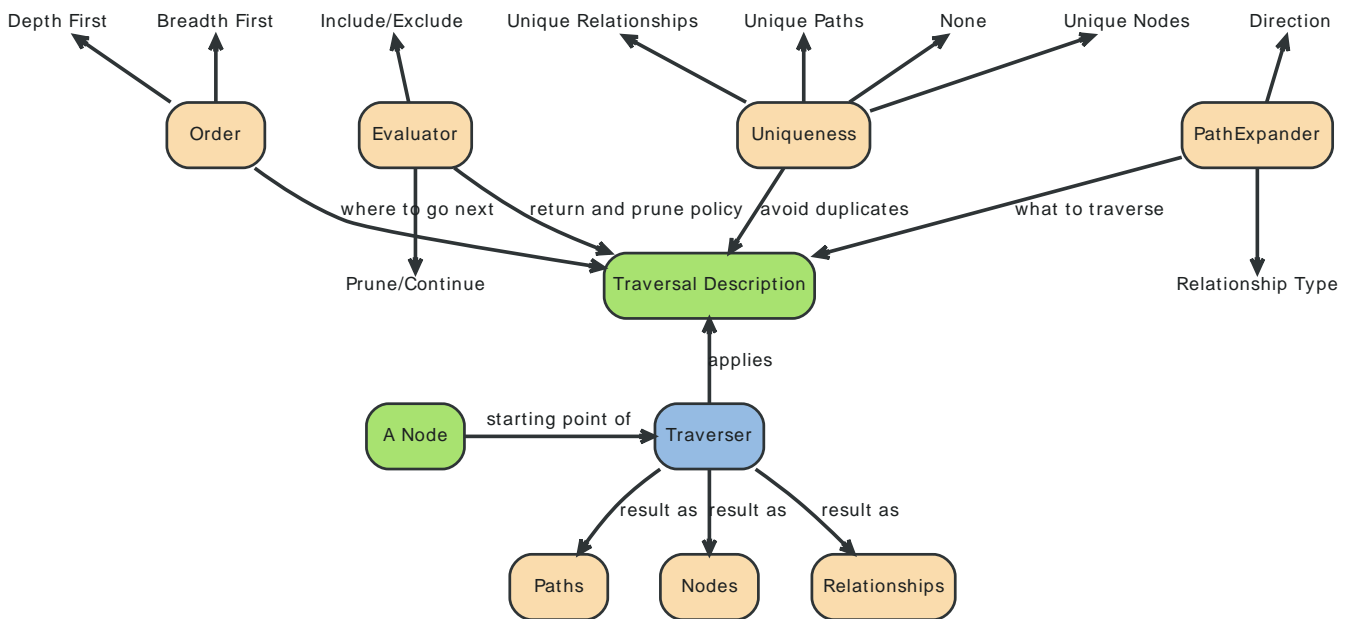 Depth First
Breadth First
Include/Exclude
Unique Relationships
Unique Paths
None
Unique Nodes
Direction
Order
Evaluator
Uniqueness
PathExpander
where to go next
return and prune policy
avoid duplicates
what to traverse
Prune/Continue
Traversal Description
Relationship Type
applies
A Node
starting point of
Traverser
result as
result as
result as
Paths
Nodes
Relationships